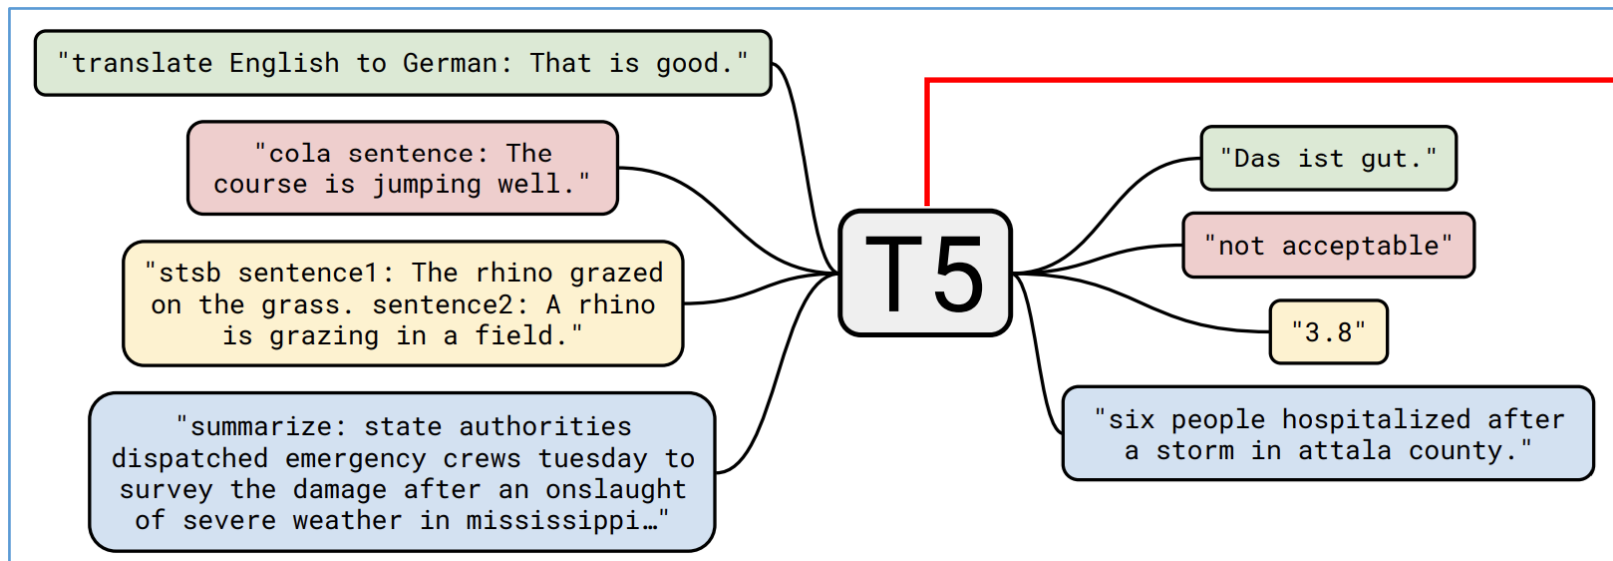 "translate English to German: That is good."
"cola sentence: The
course is jumping well."
"stsb sentence1: The rhino grazed
on the grass. sentence2: A rhino
is grazing in a field."
"summarize: state authorities
dispatched emergency crews tuesday to
survey the damage after an onslaught
of severe weather in mississippi…"
T5
"Das ist gut."
"not acceptable"
"3.8"
"six people hospitalized after
a storm in attala county."